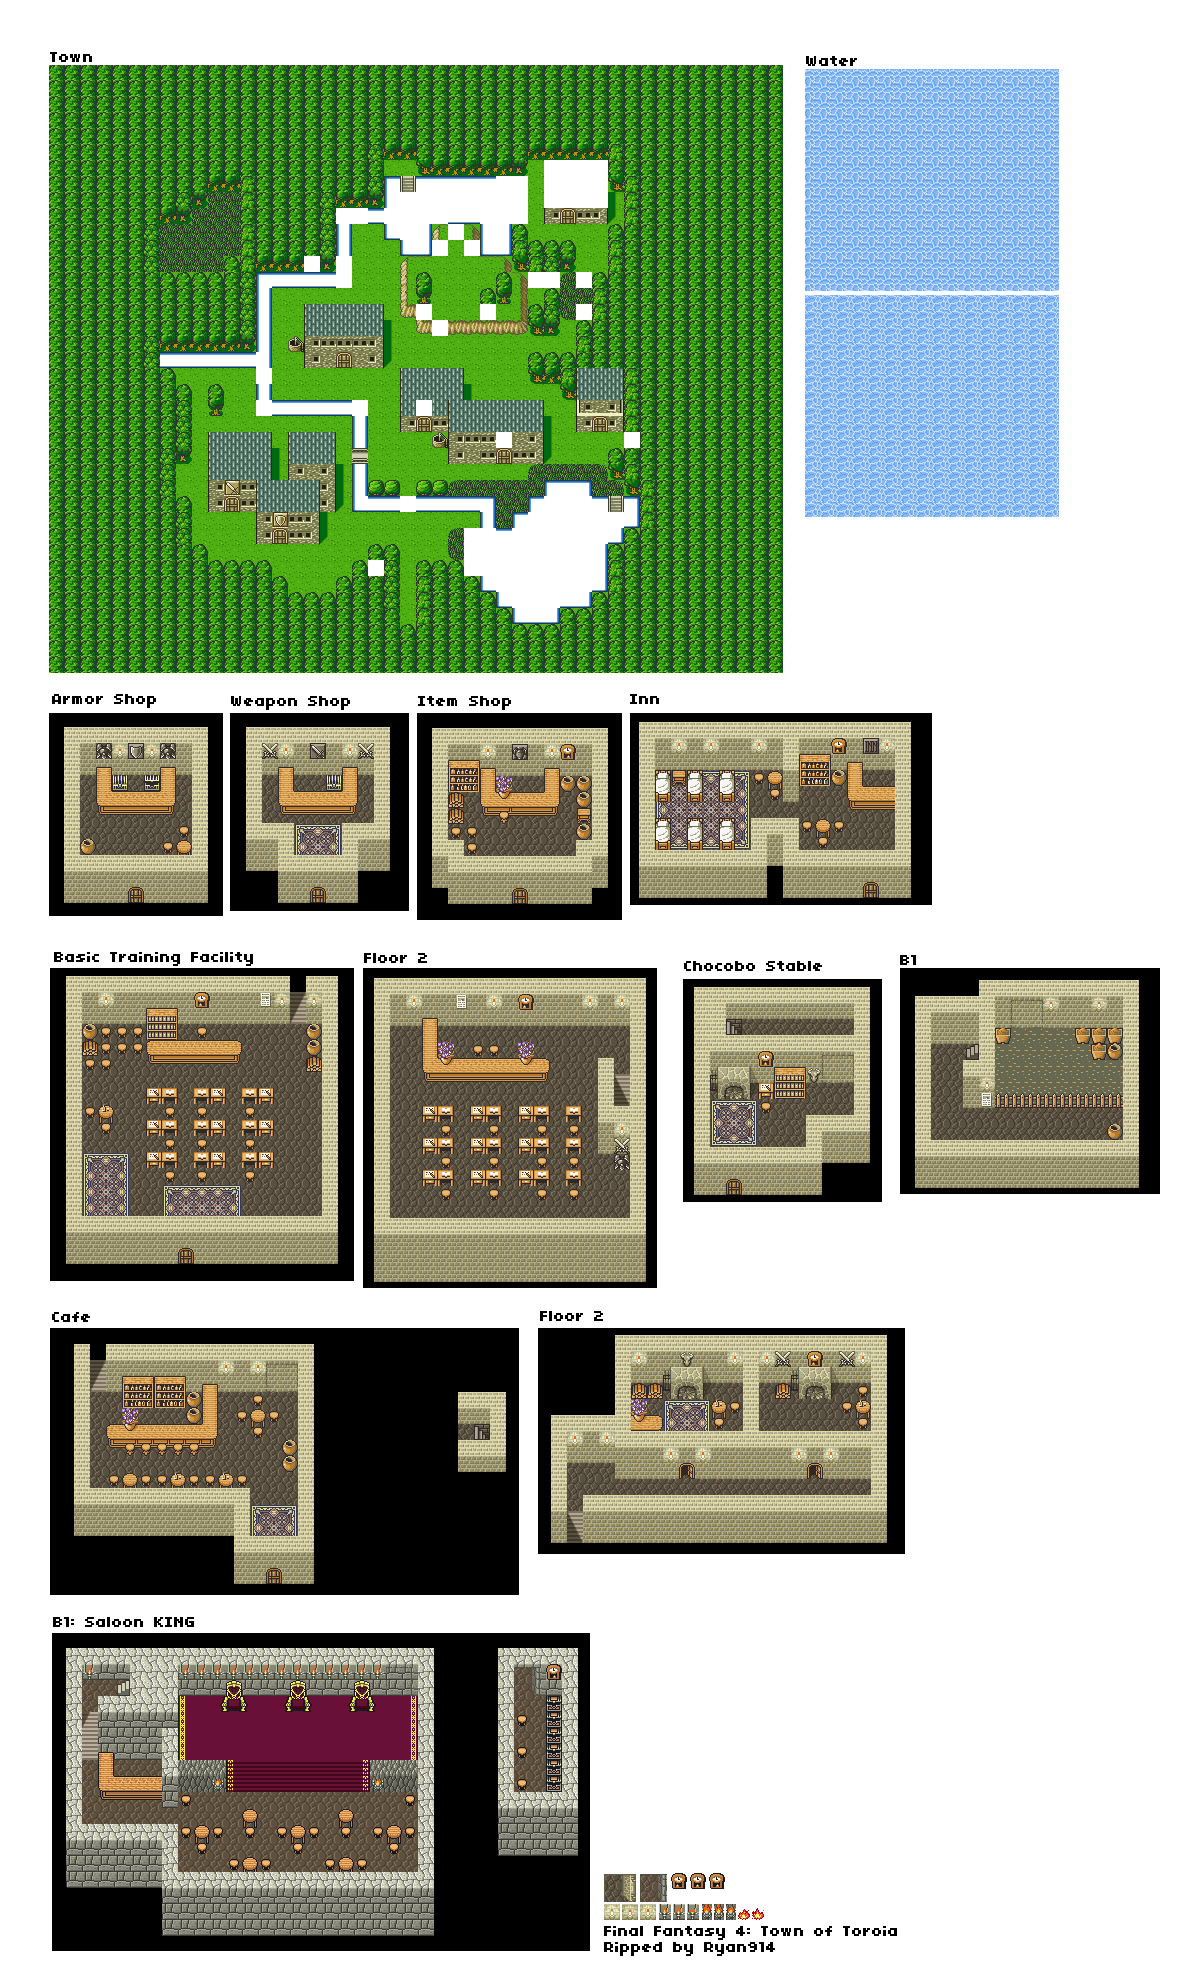 Town
Water
Armor Shop
Weapon Shop
Item Shop
Inn
Basic Training Facility
Floor 2
Chocobo Stable
B1
Cafe
Floor 2
B1: Saloon KING
Final Fantasy 4: Town of Toroia
Ripped by Ryan914